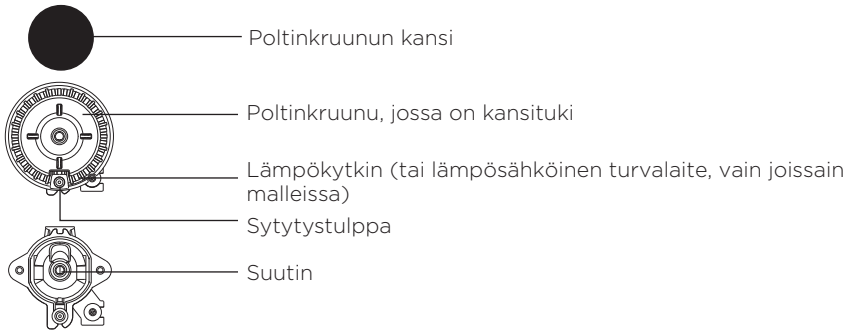 Poltinkruunun kansi
Poltinkruunu, jossa on kansituki
Lämpökytkin (tai lämpösähköinen turvalaite, vain joissain
malleissa)
Sytytystulppa
Suutin